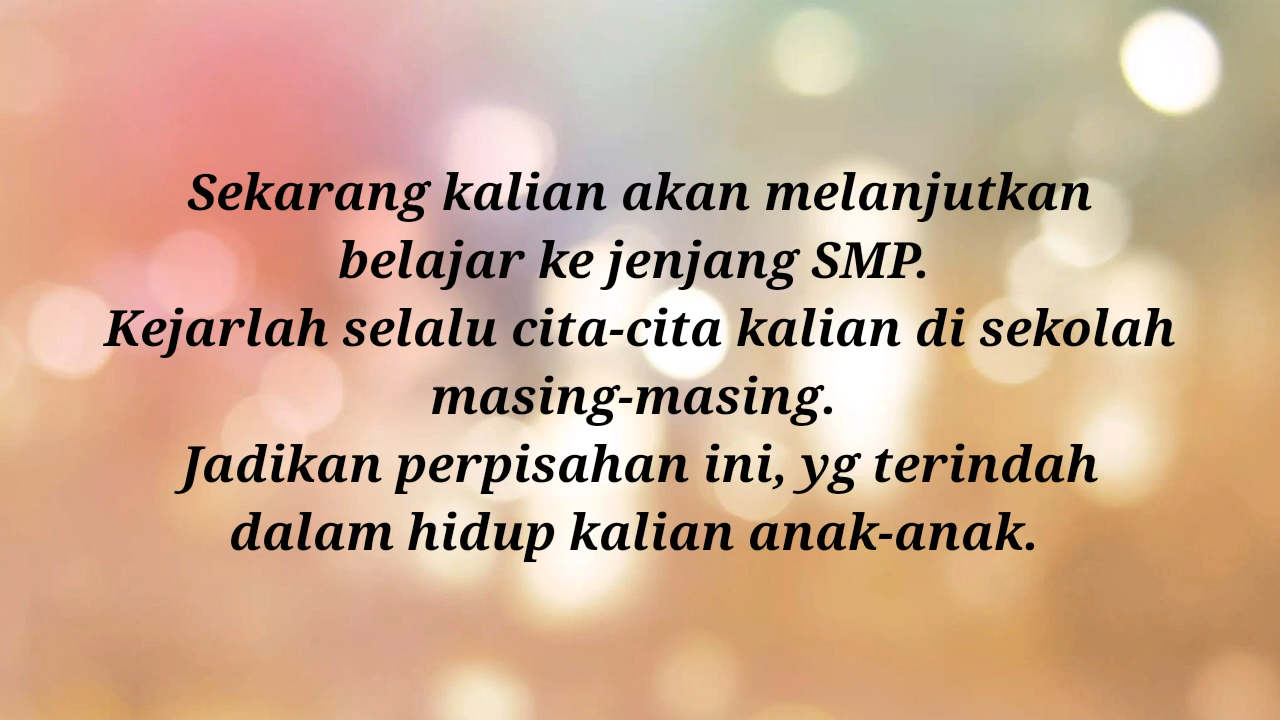 Sekarang kalian akan melanjutkan
belajar ke jenjang SMP.
Kejarlah selalu cita-cita kalian di sekolah
masing-masing.
Jadikan perpisahan ini, yg terindah
dalam hidup kalian anak-anak.